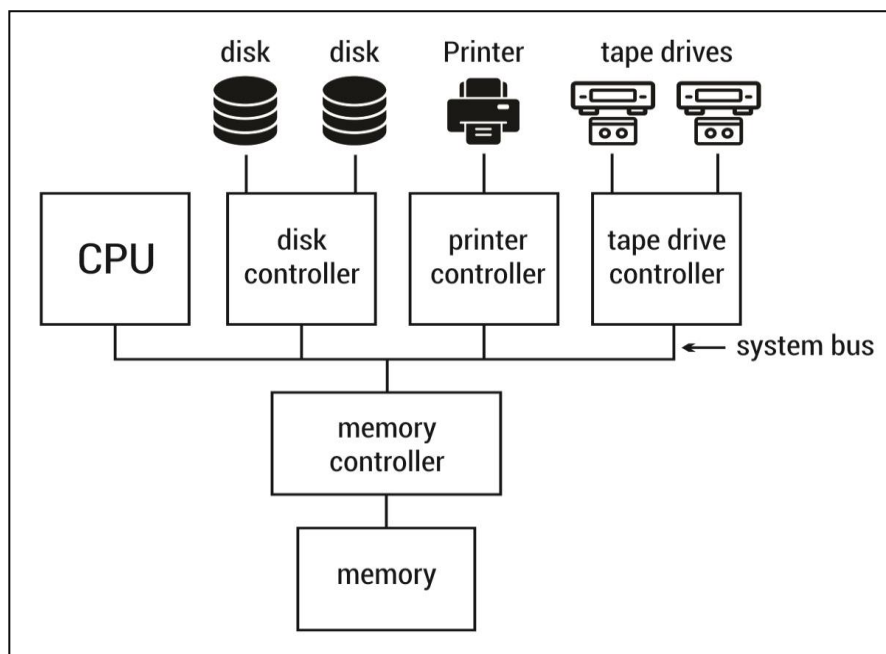 disk
disk
Printer
tape drives
CPU
disk
controller
printer
controller
tape drive
controller
system bus
memory
controller
memory